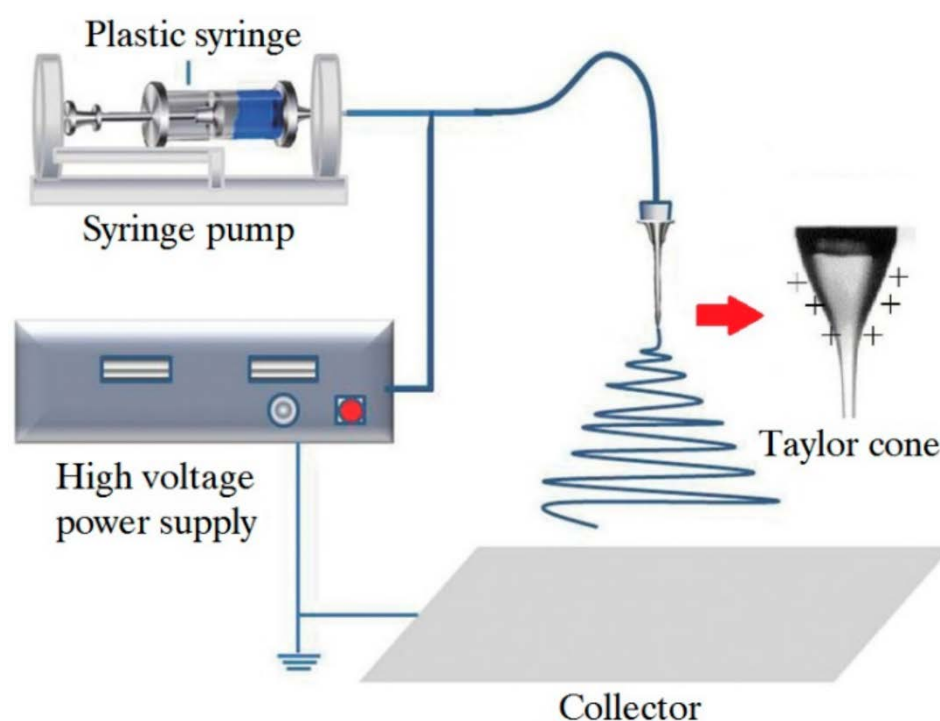 Plastic syringe
Syringe pump
High voltage
power supply
Taylor cone
Collector